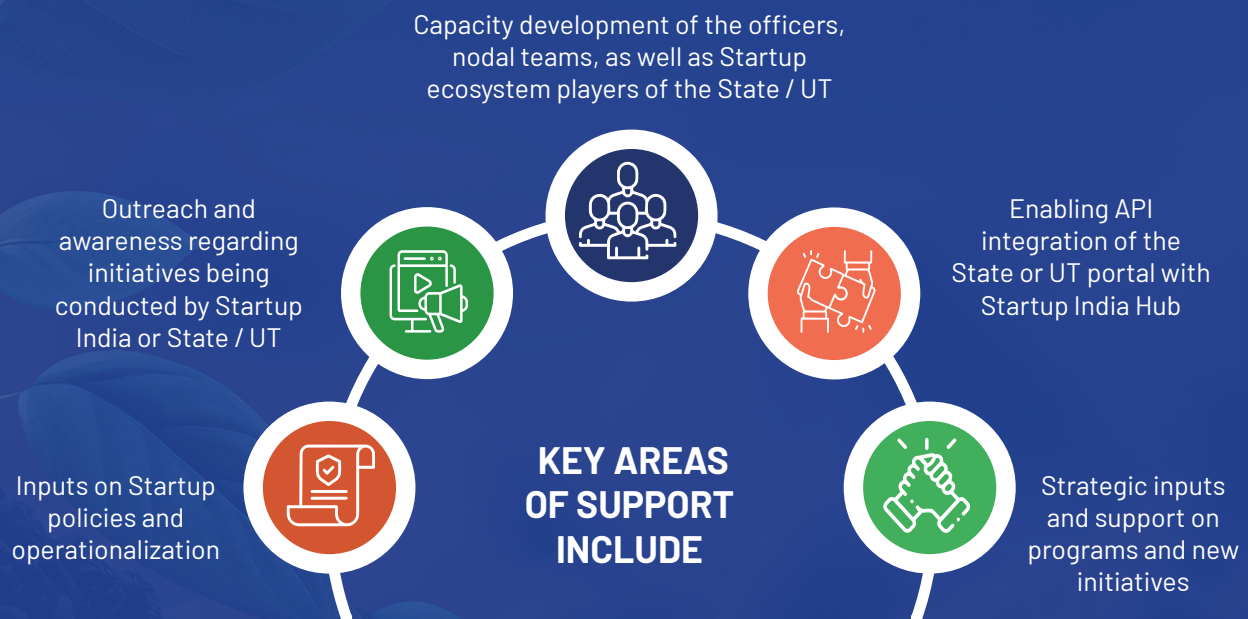 Capacity development of the officers,
nodal teams, as well as Startup
ecosystem players of the State / UT
Outreach and
awareness regarding
initiatives being
conducted by Startup
India or State / UT
Enabling API
integration of the
State or UT portal with
Startup India Hub
Inputs on Startup
policies and
operationalization
KEY AREAS
OF SUPPORT
INCLUDE
Strategic inputs
and support on
programs and new
initiatives